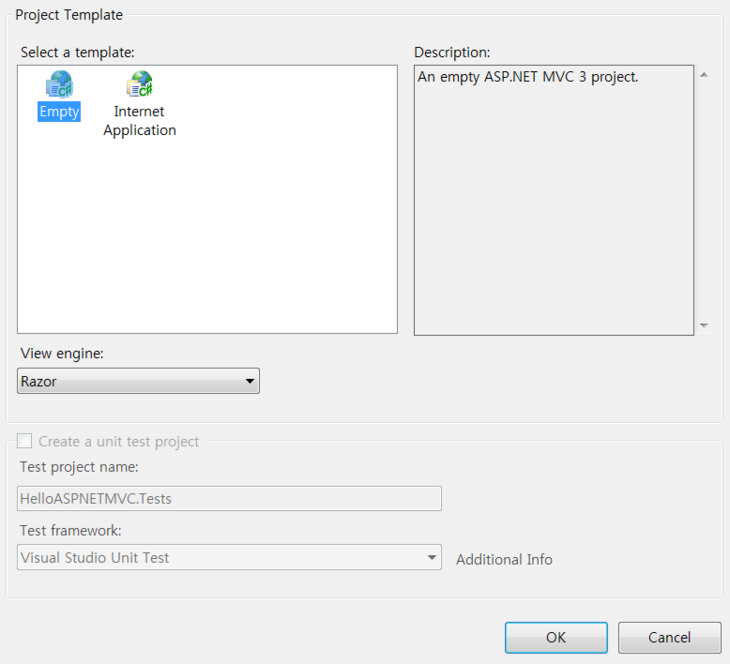 Project Template
Select a template:
Description:
Empty
Internet
Application
An empty ASP.NET MVC 3 project.
View engine:
Razor
Create a unit test project
Test project name:
HelloASPNETMVC.Tests
Test framework:
Visual Studio Unit Test
Additional Info
OK
Cancel